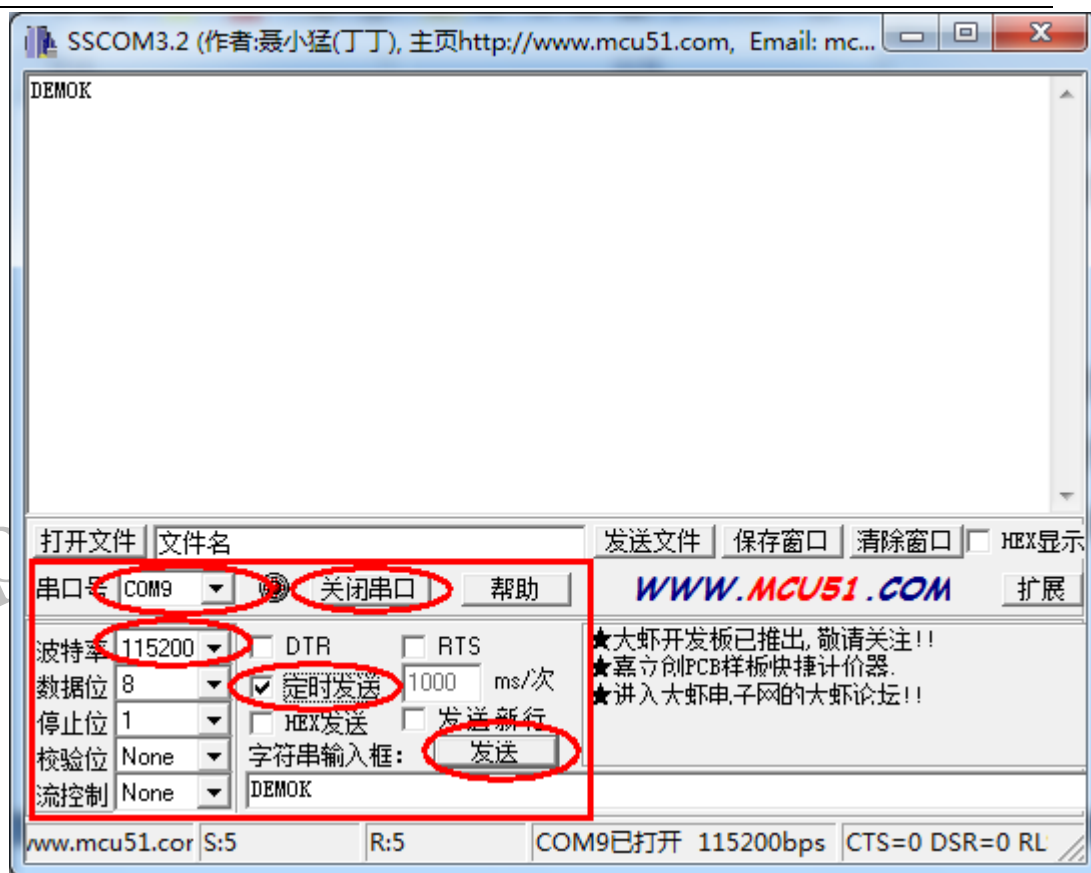 SSCOM3.2 (作者:聂小猛(丁丁), 主页http://www.mcu51.com, Email: mc...
DEMOK
打开文件 文件名 发送文件 保存窗口 清除窗口 HEX显示
串口号 COM9 关闭串口 帮助 WWW.MCU51.COM 扩展
波特率 115200 DTR RTS
数据位 8 定时发送 1000 ms/次
停止位 1 HEX发送 发送新行
校验位 None 字符串输入框: 发送
流控制 None DEMOK
★大虾开发板已推出, 敬请关注!!
★嘉立创PCB样板快捷计价器.
★进入大虾电子网的大虾论坛!!
www.mcu51.cor S:5 R:5 COM9已打开 115200bps CTS=0 DSR=0 RL